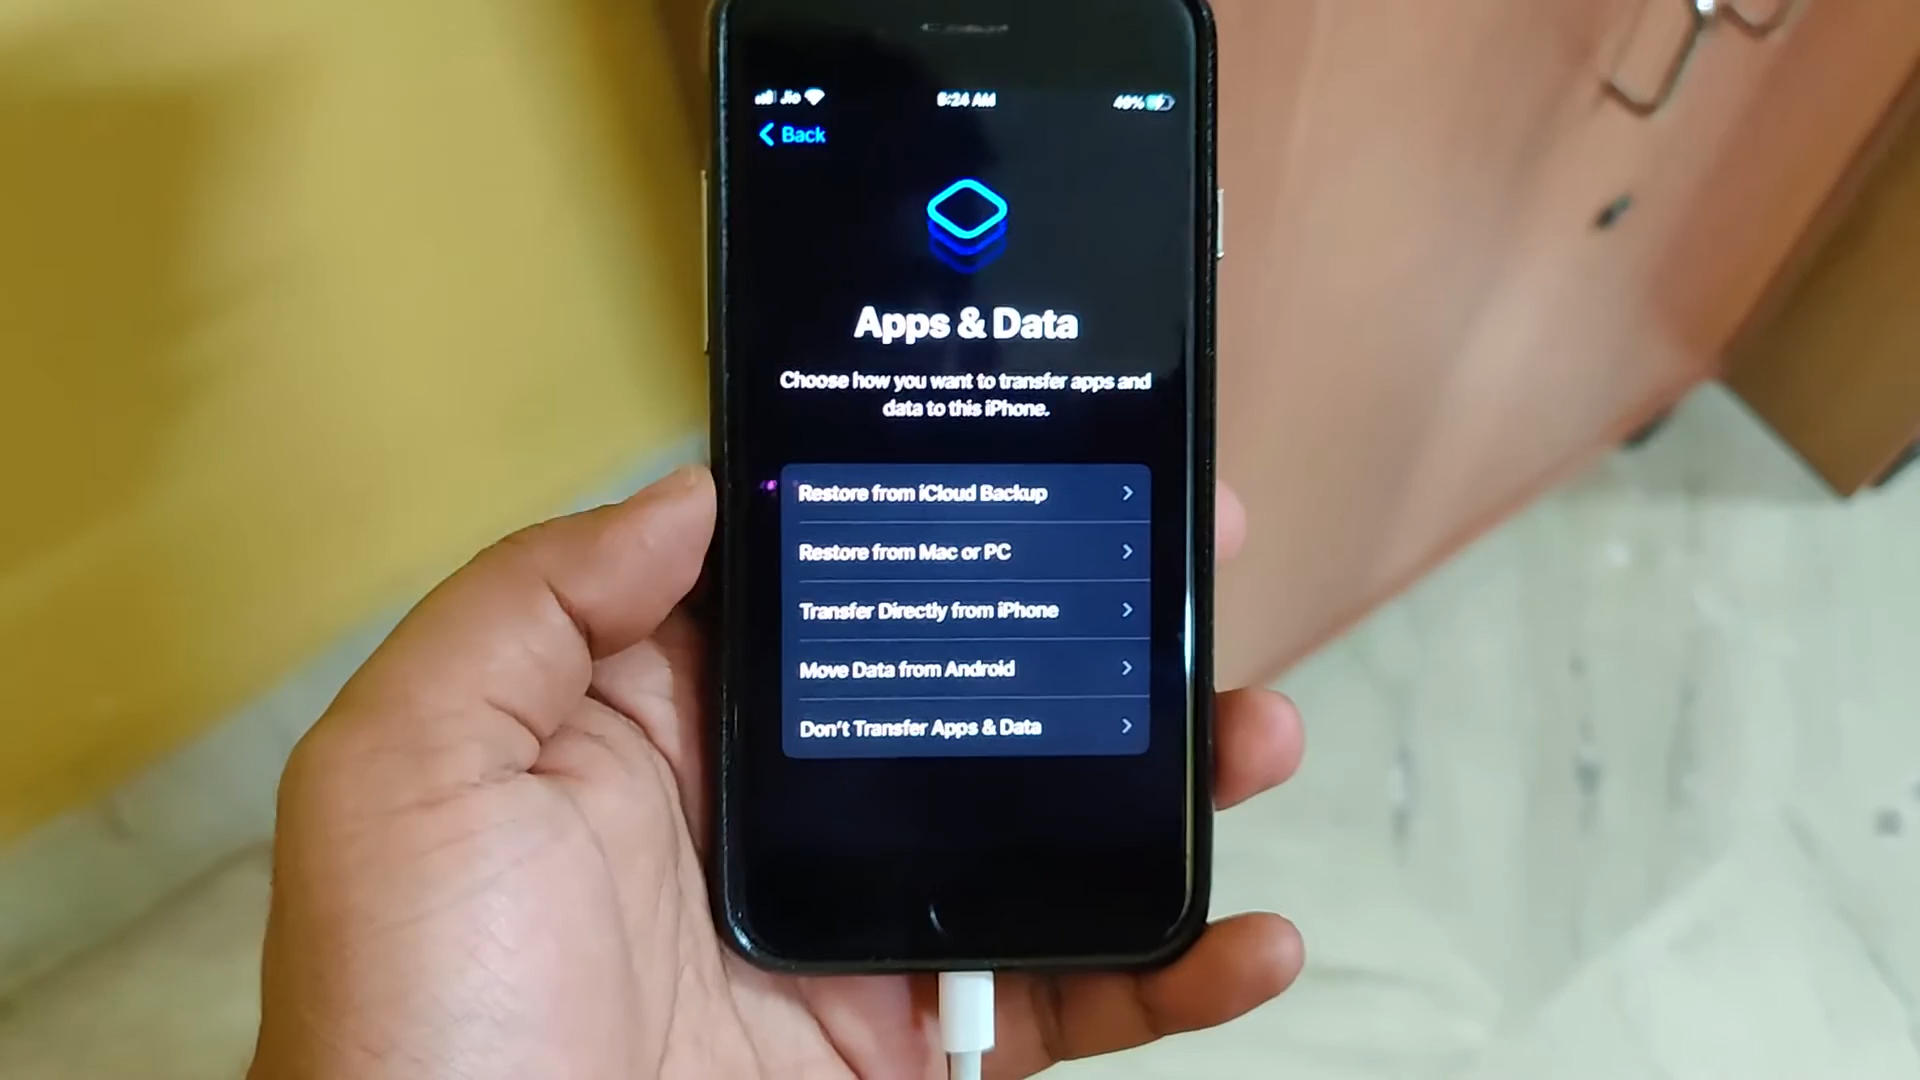 Jio 6:24 AM 49%
Back
Apps & Data
Choose how you want to transfer apps and
data to this iPhone.
Restore from iCloud Backup
Restore from Mac or PC
Transfer Directly from iPhone
Move Data from Android
Don't Transfer Apps & Data